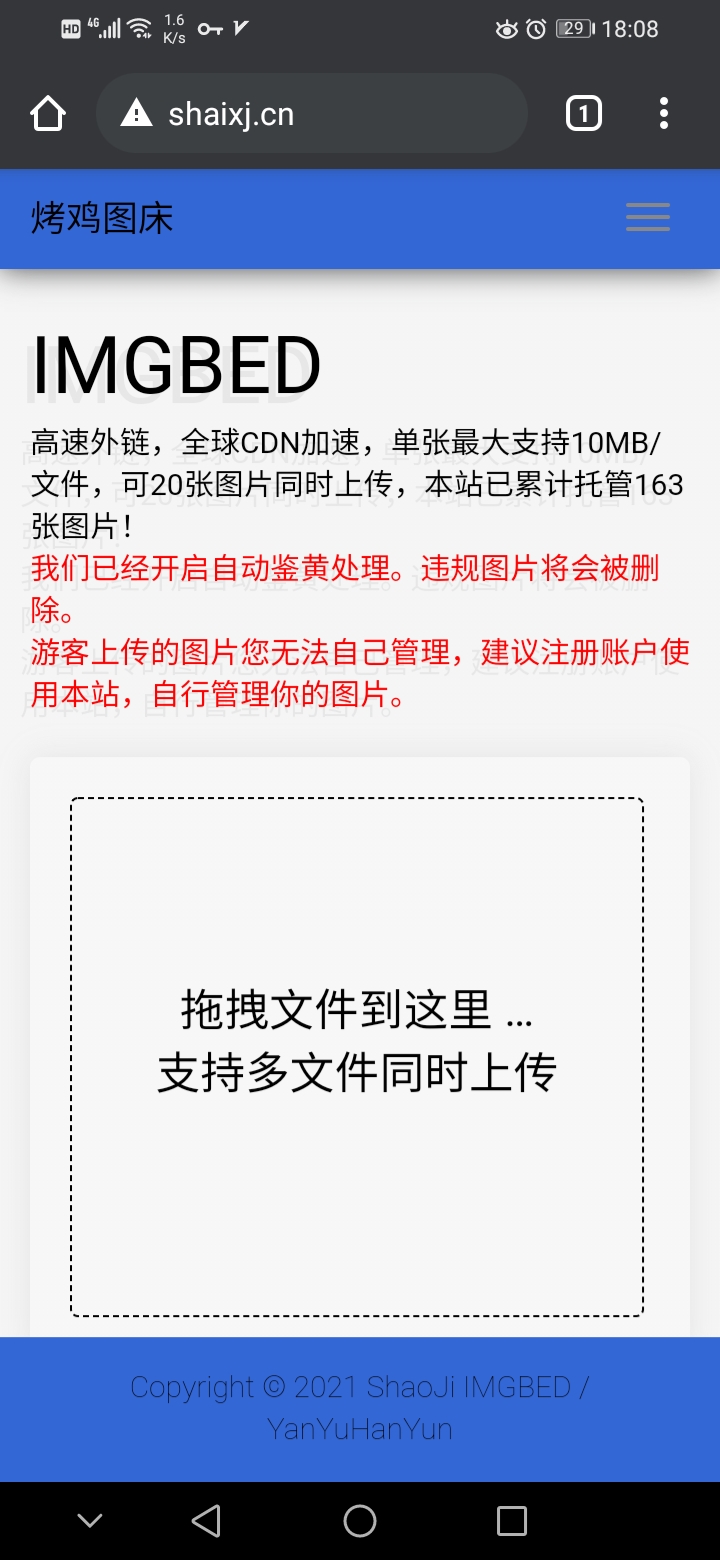 HD 4G 1.6 K/s 29 18:08
shaixj.cn 1
烤鸡图床
IMGBED
高速外链，全球CDN加速，单张最大支持10MB/
文件，可20张图片同时上传，本站已累计托管163
张图片！
我们已经开启自动鉴黄处理。违规图片将会被删
除。
游客上传的图片您无法自己管理，建议注册账户使
用本站，自行管理你的图片。
拖拽文件到这里 ...
支持多文件同时上传
Copyright © 2021 ShaoJi IMGBED /
YanYuHanYun